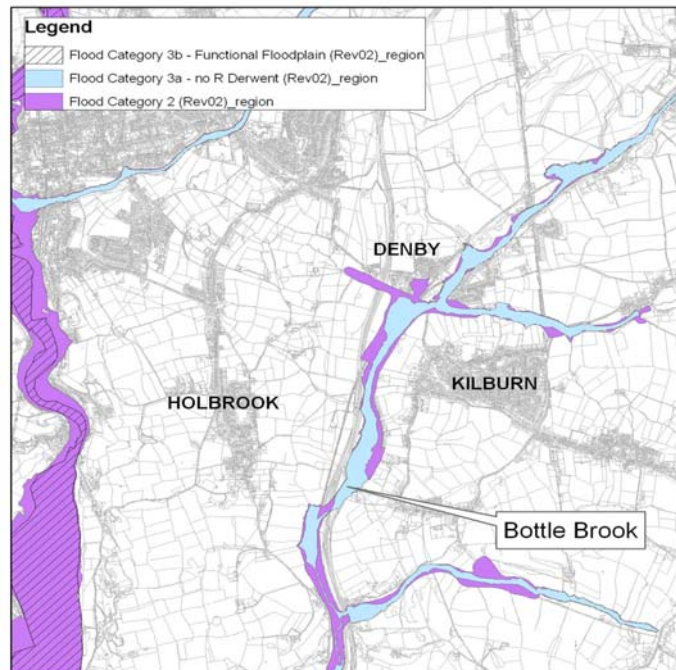 Legend
Flood Category 3b - Functional Floodplain (Rev02)_region
Flood Category 3a - no R Derwent (Rev02)_region
Flood Category 2 (Rev02)_region
DENBY
HOLBROOK
KILBURN
Bottle Brook